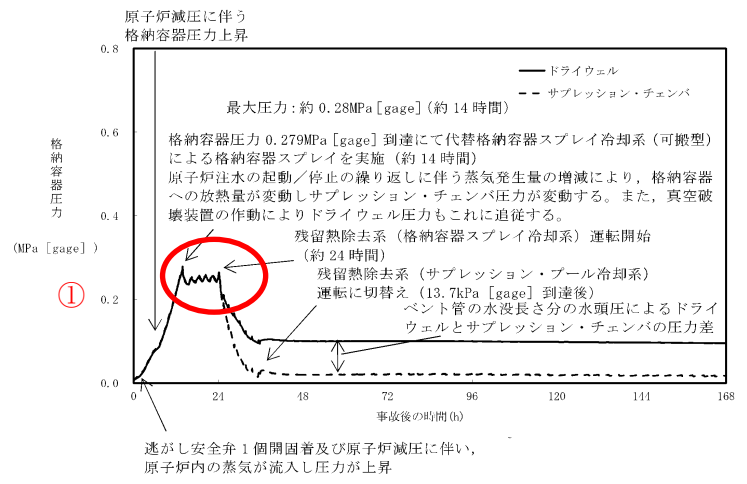 原子炉減圧に伴う
格納容器圧力上昇
0.8
ドライウェル
サプレッション・チェンバ
最大圧力：約 0.28MPa［gage］（約 14 時間）
0.6
格納容器圧力 0.279MPa［gage］到達にて代替格納容器スプレイ冷却系（可搬型）
による格納容器スプレイを実施（約 14 時間）
原子炉注水の起動／停止の繰り返しに伴う蒸気発生量の増減により，格納容器
への放熱量が変動しサプレッション・チェンバ圧力が変動する。また，真空破
壊装置の作動によりドライウェル圧力もこれに追従する。
格納容器圧力
0.4
(MPa［gage］)
残留熱除去系（格納容器スプレイ冷却系）運転開始
（約 24 時間）
残留熱除去系（サプレッション・プール冷却系）
運転に切替え（13.7kPa［gage］到達後）
①
0.2
ベント管の水没長さ分の水頭圧によるドライ
ウェルとサプレッション・チェンバの圧力差
0.0
0 24 48 72 96 120 144 168
事故後の時間(h)
逃がし安全弁１個開固着及び原子炉減圧に伴い，
原子炉内の蒸気が流入し圧力が上昇